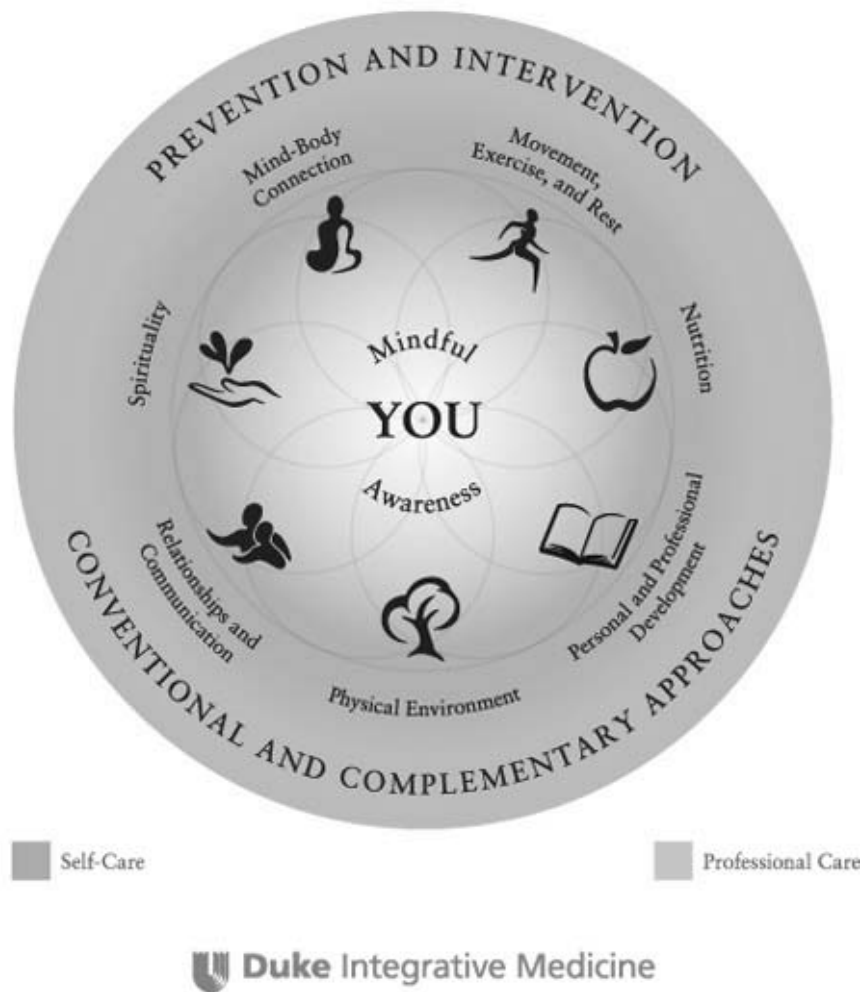 PREVENTION AND INTERVENTION
Mind-Body
Connection
Movement,
Exercise, and Rest
Spirituality
Nutrition
Mindful
YOU
Awareness
Relationships and
Communication
Personal and Professional
Development
Physical Environment
CONVENTIONAL AND COMPLEMENTARY APPROACHES
Self-Care
Professional Care
Duke Integrative Medicine